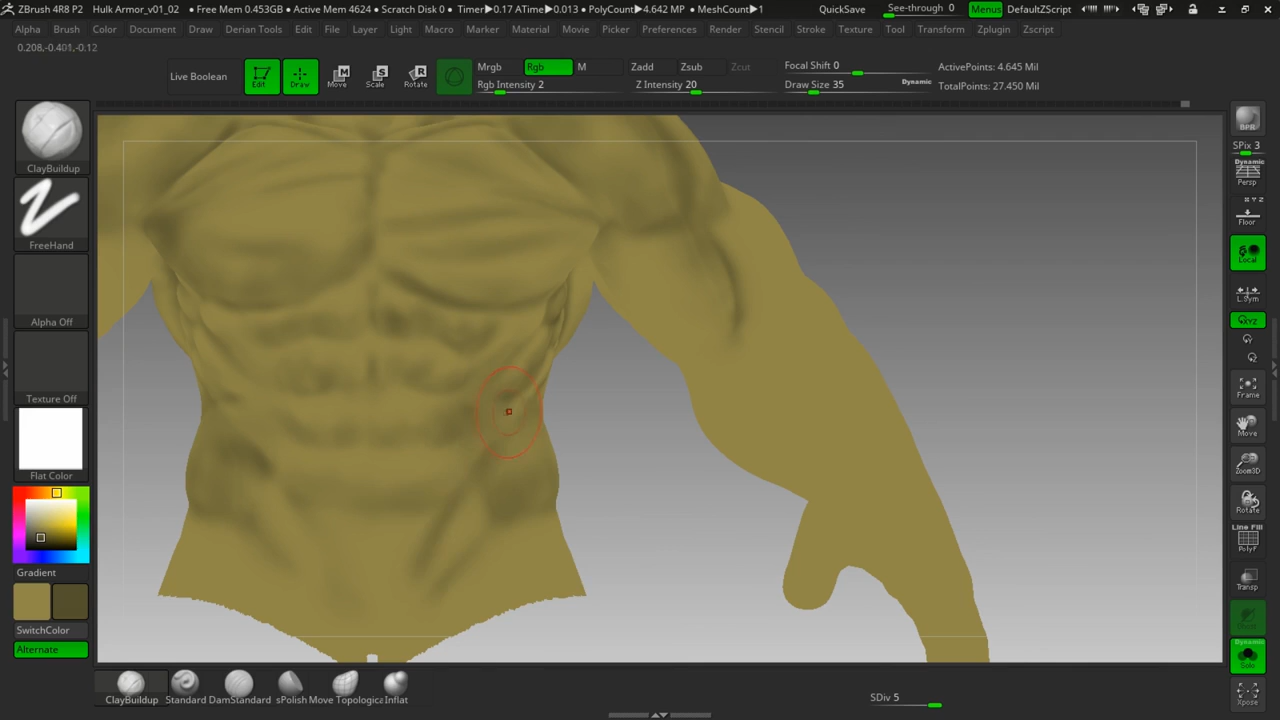 ZBrush 4R8 P2 Hulk Armor_v01_02 • Free Mem 0.453GB • Active Mem 4624 • Scratch Disk 0 • Timer▶0.17 ATime▶0.013 • PolyCount▶4.642 MP • MeshCount▶1 QuickSave See-through 0 Menus DefaultZScript
Alpha Brush Color Document Draw Derian Tools Edit File Layer Light Macro Marker Material Movie Picker Preferences Render Stencil Stroke Texture Tool Transform Zplugin Zscript
0.208,-0.401,-0.12
Live Boolean Edit Draw Move Scale Rotate
Mrgb Rgb M Zadd Zsub Zcut Focal Shift 0 ActivePoints: 4.645 Mil
Rgb Intensity 2 Z Intensity 20 Draw Size 35 Dynamic TotalPoints: 27.450 Mil
ClayBuildup
FreeHand
Alpha Off
Texture Off
Flat Color
Gradient
SwitchColor
Alternate
BPR
SPix 3
Dynamic
Persp
X Y Z
Floor
Local
L.Sym
XYZ
Y
Z
Frame
Move
Zoom3D
Rotate
Line Fill
PolyF
Transp
Ghost
Dynamic
Solo
Xpose
ClayBuildup Standard DamStandard sPolish Move Topologica Inflat
SDiv 5